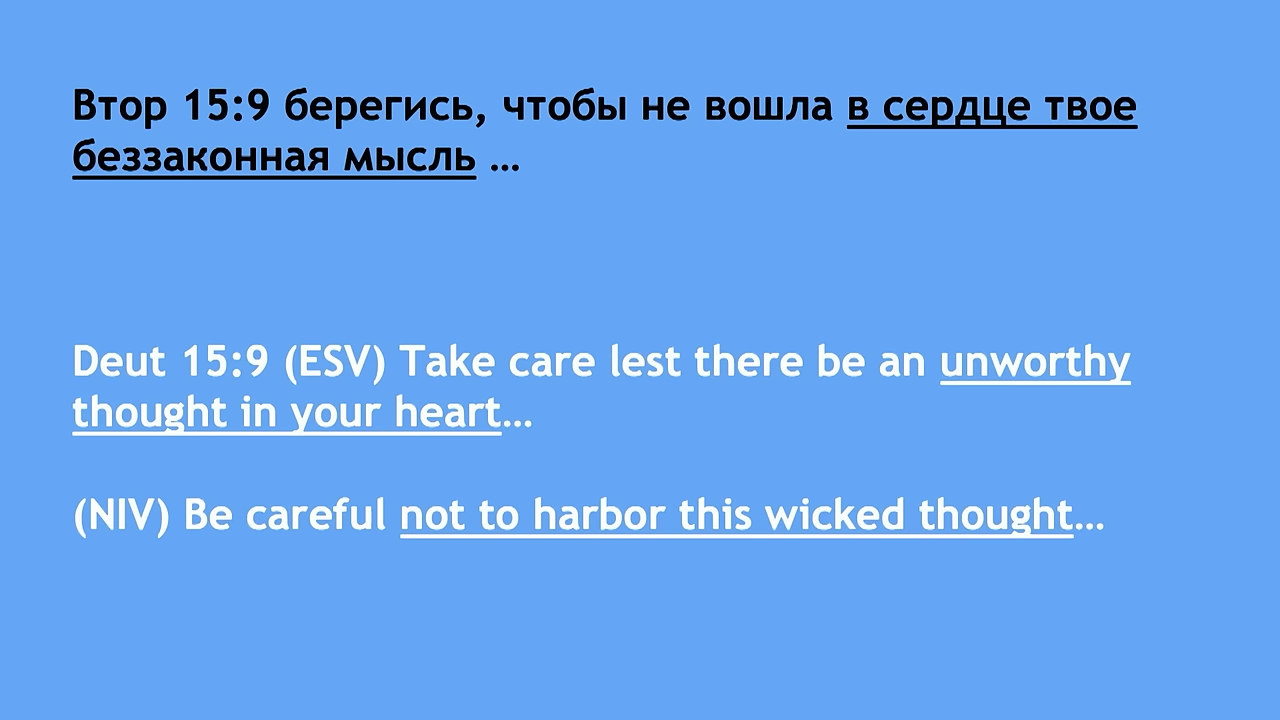 Втор 15:9 берегись, чтобы не вошла в сердце твое
беззаконная мысль ...
Deut 15:9 (ESV) Take care lest there be an unworthy
thought in your heart...
(NIV) Be careful not to harbor this wicked thought...